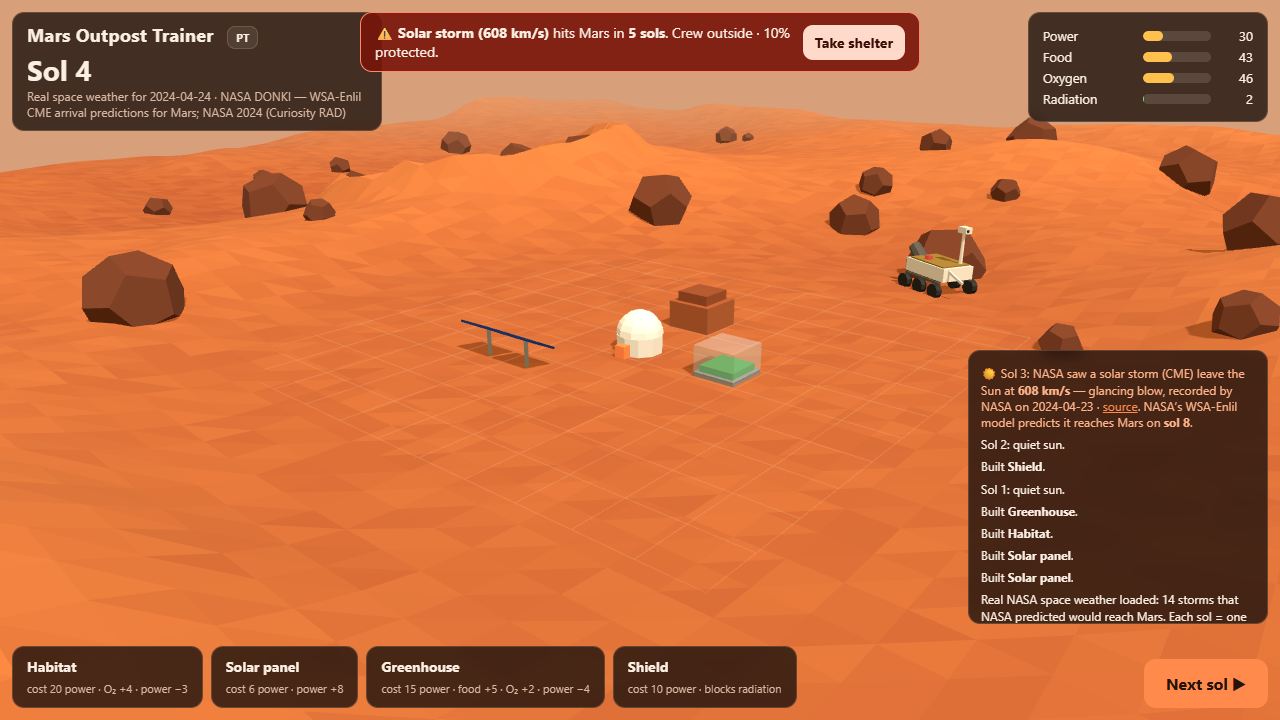 Mars Outpost Trainer PT
Sol 4
Real space weather for 2024-04-24 · NASA DONKI — WSA-Enlil
CME arrival predictions for Mars; NASA 2024 (Curiosity RAD)
⚠️ Solar storm (608 km/s) hits Mars in 5 sols. Crew outside · 10%
protected.
Take shelter
Power 30
Food 43
Oxygen 46
Radiation 2
Sol 3: NASA saw a solar storm (CME) leave the
Sun at 608 km/s — glancing blow, recorded by
NASA on 2024-04-23 · source. NASA's WSA-Enlil
model predicts it reaches Mars on sol 8.
Sol 2: quiet sun.
Built Shield.
Sol 1: quiet sun.
Built Greenhouse.
Built Habitat.
Built Solar panel.
Built Solar panel.
Real NASA space weather loaded: 14 storms that
NASA predicted would reach Mars. Each sol = one
Habitat
cost 20 power · O₂ +4 · power −3
Solar panel
cost 6 power · power +8
Greenhouse
cost 15 power · food +5 · O₂ +2 · power −4
Shield
cost 10 power · blocks radiation
Next sol ▶